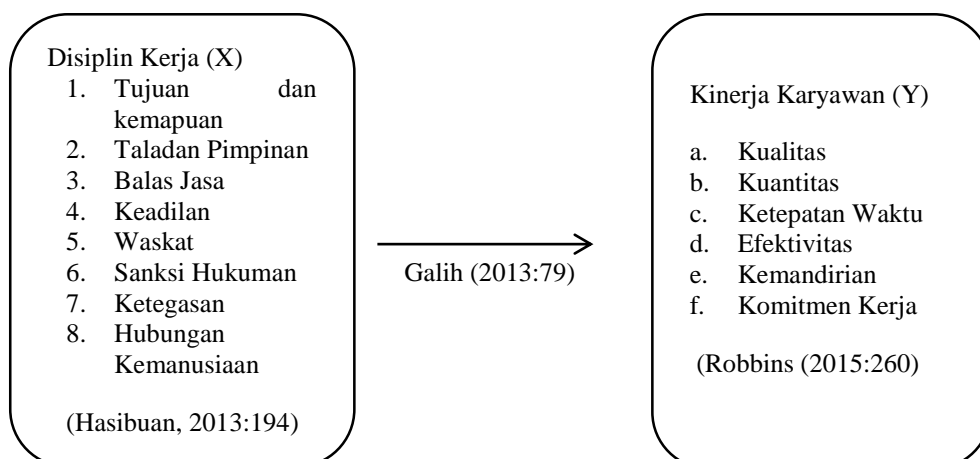 Disiplin Kerja (X)
1. Tujuan dan
kemapuan
2. Taladan Pimpinan
3. Balas Jasa
4. Keadilan
5. Waskat
6. Sanksi Hukuman
7. Ketegasan
8. Hubungan
Kemanusiaan
(Hasibuan, 2013:194)
Galih (2013:79)
Kinerja Karyawan (Y)
a. Kualitas
b. Kuantitas
c. Ketepatan Waktu
d. Efektivitas
e. Kemandirian
f. Komitmen Kerja
(Robbins (2015:260)